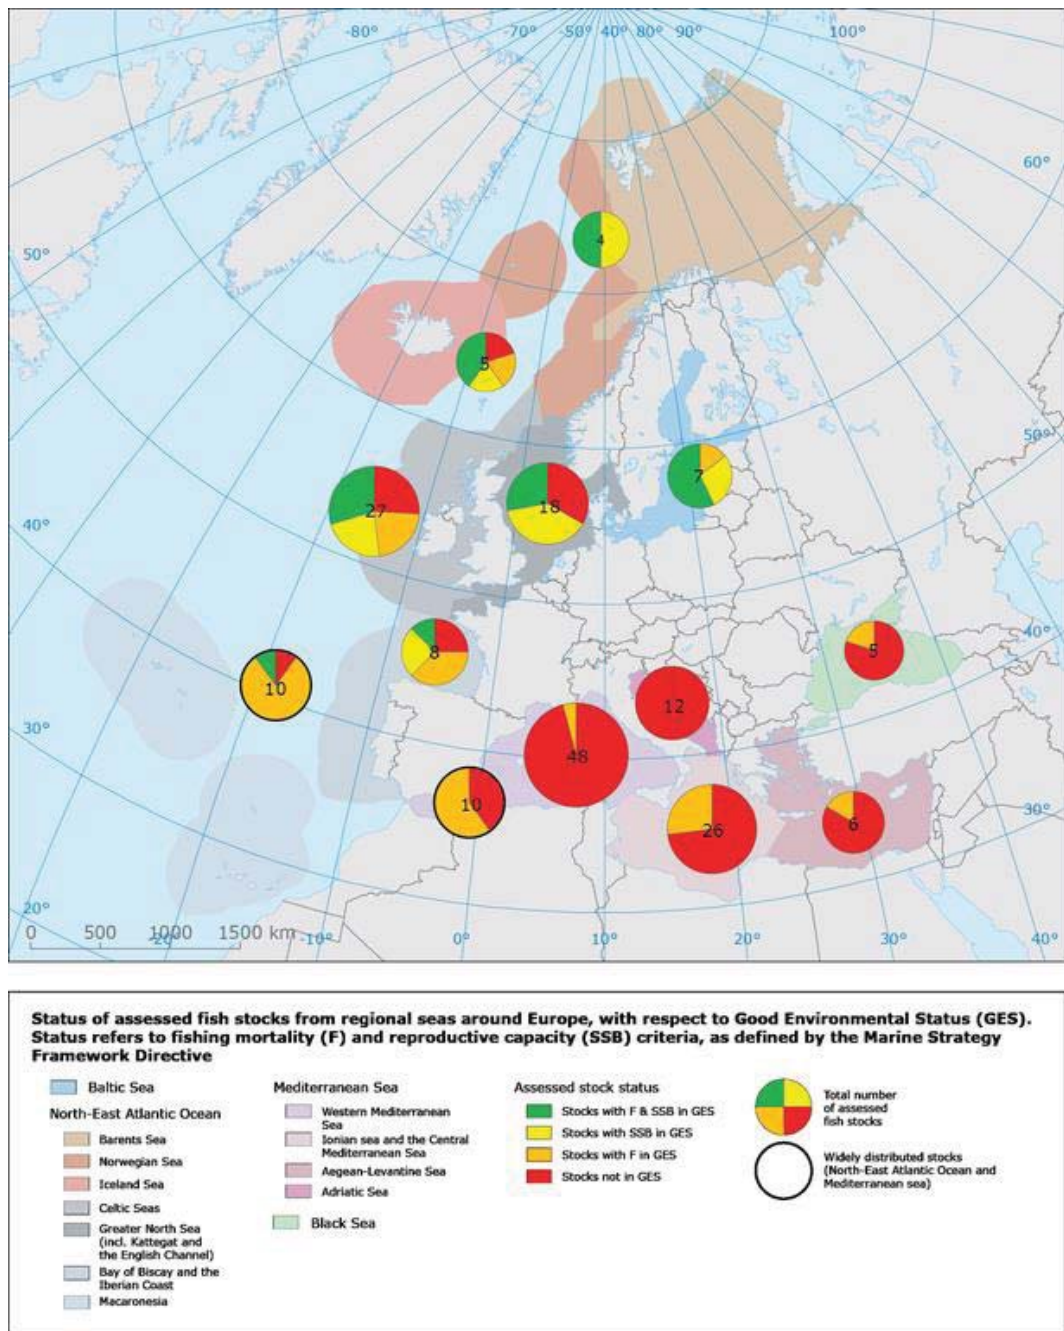 -80°
-70°
-50°
40°
80°
90°
100°
60°
50°
4
5
50°
27
18
7
40°
8
40°
5
10
12
30°
48
10
26
6
30°
20°
0 500 1000 1500 km
-20°
-10°
0°
10°
20°
30°
40°
Status of assessed fish stocks from regional seas around Europe, with respect to Good Environmental Status (GES).
Status refers to fishing mortality (F) and reproductive capacity (SSB) criteria, as defined by the Marine Strategy
Framework Directive
Baltic Sea
North-East Atlantic Ocean
Barents Sea
Norwegian Sea
Iceland Sea
Celtic Seas
Greater North Sea
(incl. Kattegat and
the English Channel)
Bay of Biscay and the
Iberian Coast
Macaronesia
Mediterranean Sea
Western Mediterranean
Sea
Ionian sea and the Central
Mediterranean Sea
Aegean-Levantine Sea
Adriatic Sea
Black Sea
Assessed stock status
Stocks with F & SSB in GES
Stocks with SSB in GES
Stocks with F in GES
Stocks not in GES
Total number
of assessed
fish stocks
Widely distributed stocks
(North-East Atlantic Ocean and
Mediterranean sea)